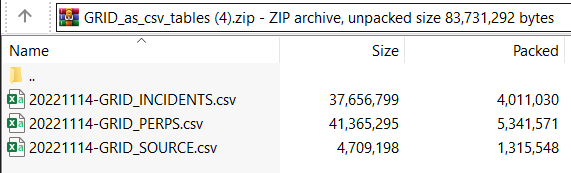 GRID_as_csv_tables (4).zip - ZIP archive, unpacked size 83,731,292 bytes
Name Size Packed
..
20221114-GRID_INCIDENTS.csv 37,656,799 4,011,030
20221114-GRID_PERPS.csv 41,365,295 5,341,571
20221114-GRID_SOURCE.csv 4,709,198 1,315,548